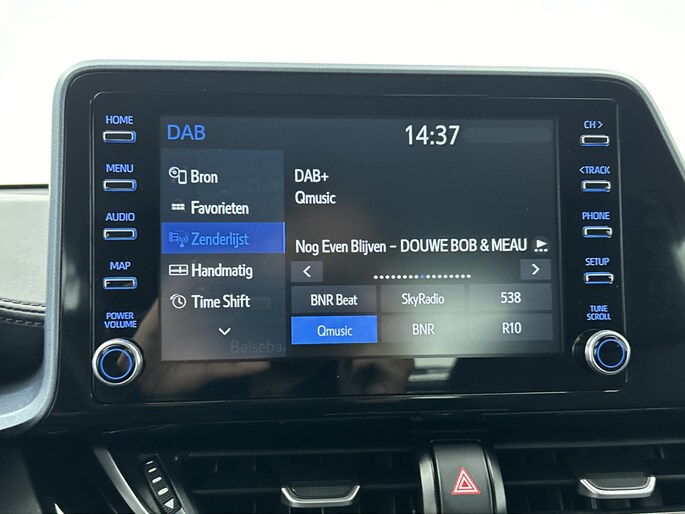 HOME
MENU
AUDIO
MAP
POWER
VOLUME
DAB
14:37
Bron
Favorieten
Zenderlijst
Handmatig
Time Shift
DAB+
Qmusic
Nog Even Blijven – DOUWE BOB & MEAU
BNR Beat
SkyRadio
538
Qmusic
BNR
R10
CH >
<TRACK
PHONE
SETUP
TUNE
SCROLL